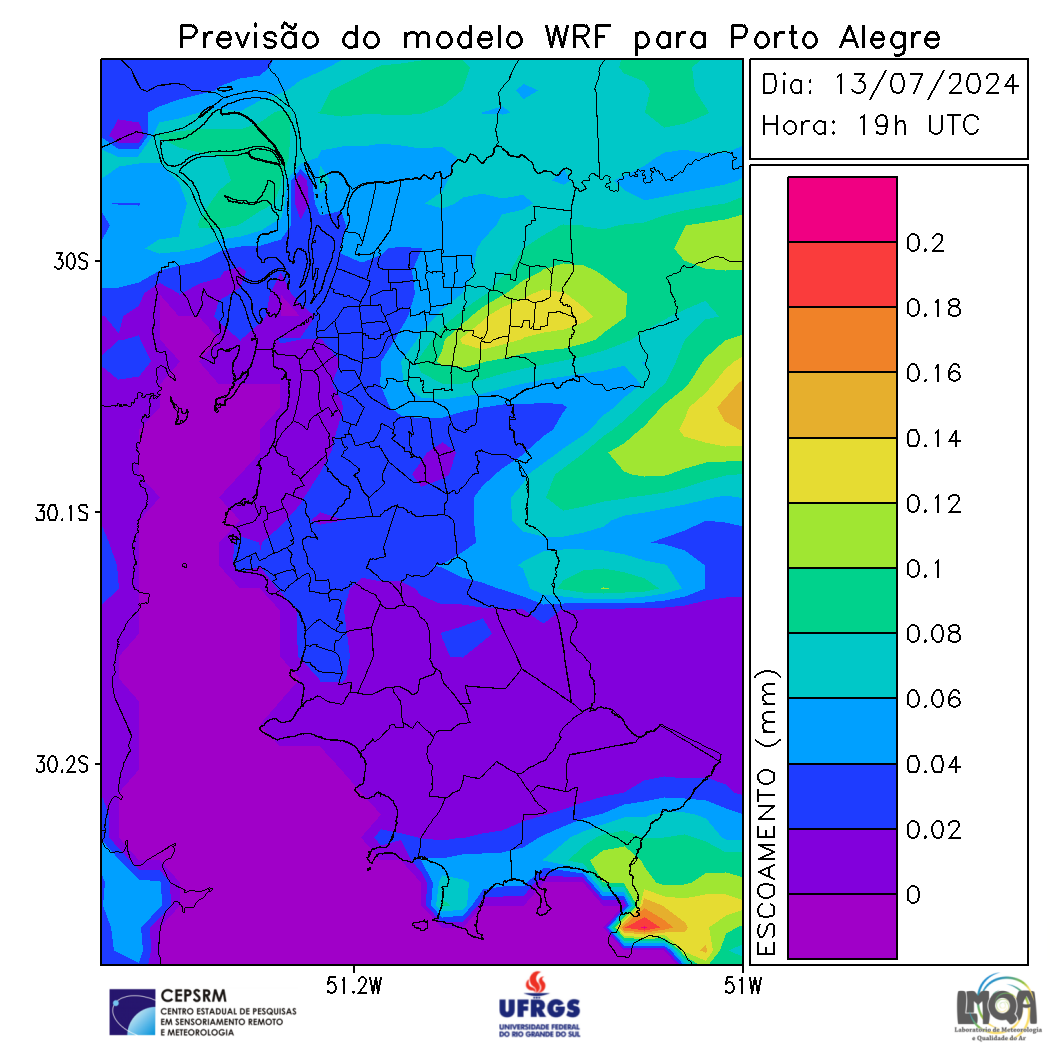 Previsão do modelo WRF para Porto Alegre
Dia: 13/07/2024
Hora: 19h UTC
30S
30.1S
30.2S
51.2W
51W
0.2
0.18
0.16
0.14
0.12
0.1
0.08
0.06
0.04
0.02
0
ESCOAMENTO (mm)
CEPSRM
CENTRO ESTADUAL DE PESQUISAS
EM SENSORIAMENTO REMOTO
E METEOROLOGIA
UFRGS
UNIVERSIDADE FEDERAL
DO RIO GRANDE DO SUL
LMQA
Laboratório de Meteorologia
e Qualidade do Ar